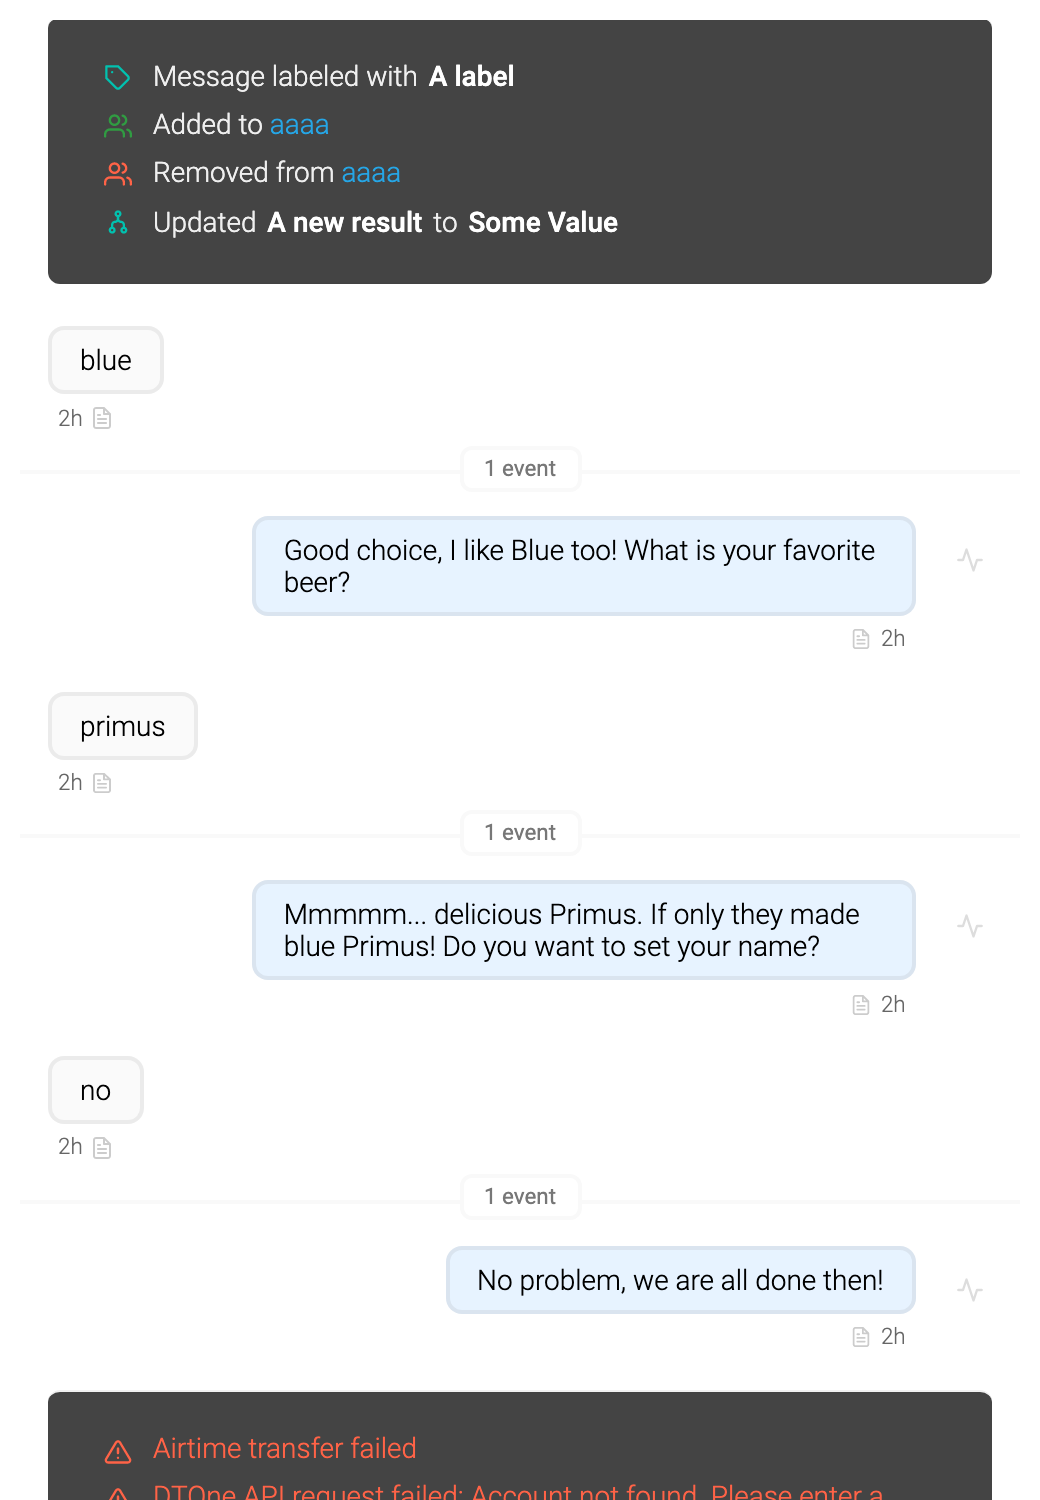 Message labeled with A label
Added to aaaa
Removed from aaaa
Updated A new result to Some Value
blue
2h
1 event
Good choice, I like Blue too! What is your favorite
beer?
2h
primus
2h
1 event
Mmmmm... delicious Primus. If only they made
blue Primus! Do you want to set your name?
2h
no
2h
1 event
No problem, we are all done then!
2h
Airtime transfer failed
DTOne API request failed: Account not found. Please enter a